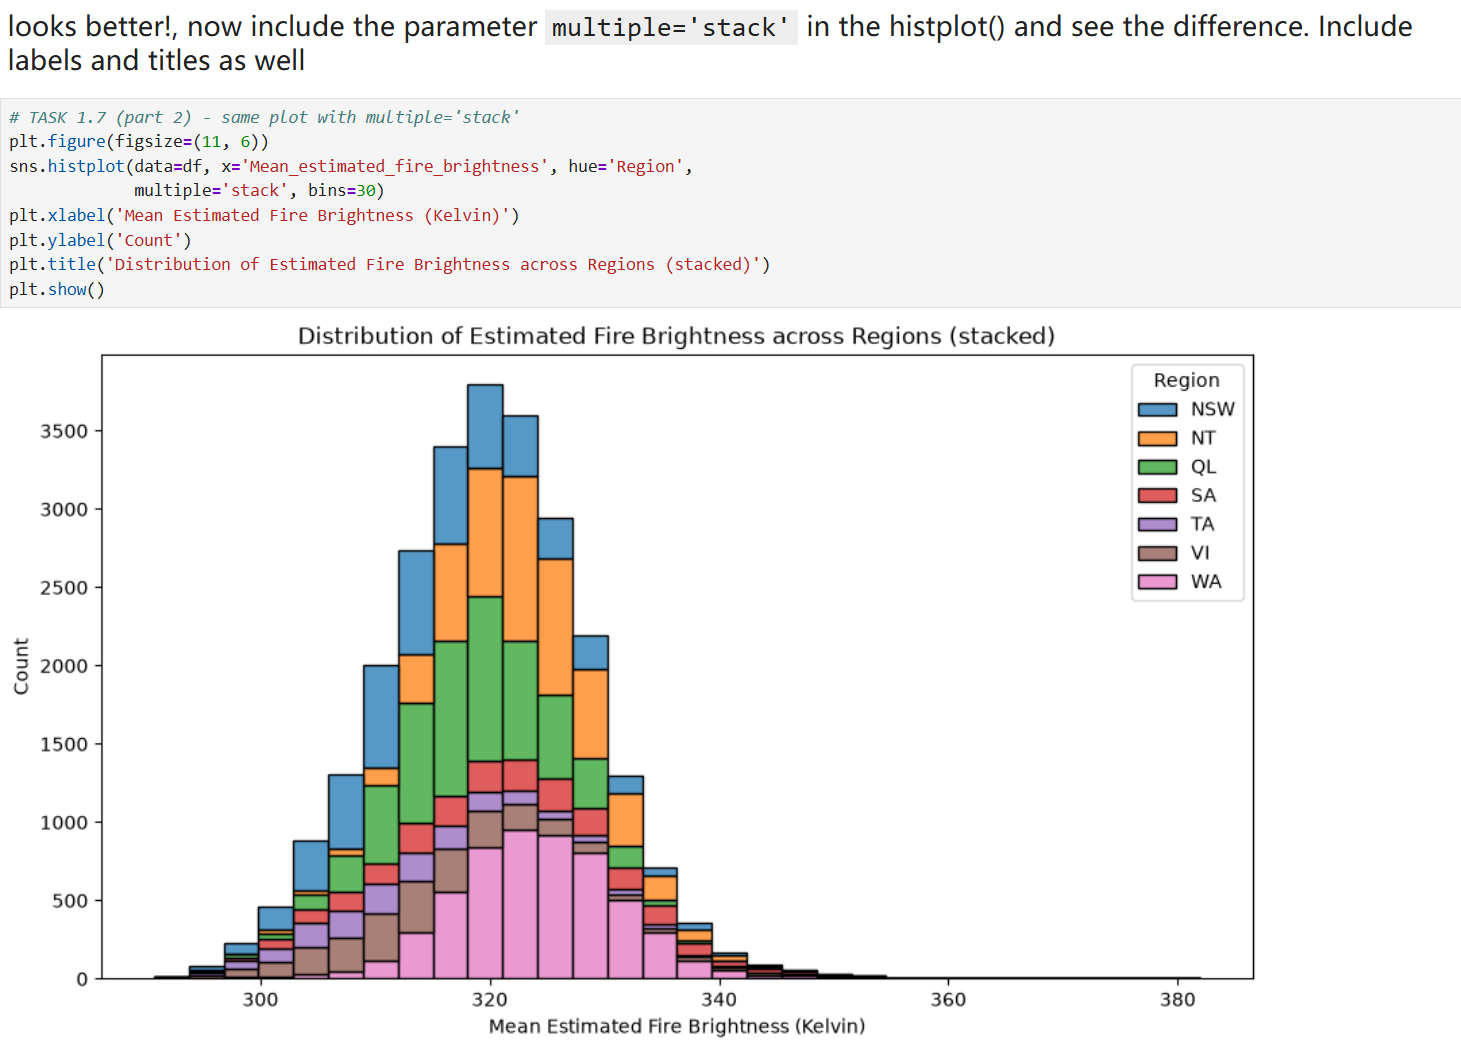 looks better!, now include the parameter multiple='stack' in the histplot() and see the difference. Include
labels and titles as well
# TASK 1.7 (part 2) - same plot with multiple='stack'
plt.figure(figsize=(11, 6))
sns.histplot(data=df, x='Mean_estimated_fire_brightness', hue='Region',
multiple='stack', bins=30)
plt.xlabel('Mean Estimated Fire Brightness (Kelvin)')
plt.ylabel('Count')
plt.title('Distribution of Estimated Fire Brightness across Regions (stacked)')
plt.show()
Distribution of Estimated Fire Brightness across Regions (stacked)
Region
NSW
NT
QL
SA
TA
VI
WA
Count
3500
3000
2500
2000
1500
1000
500
0
300 320 340 360 380
Mean Estimated Fire Brightness (Kelvin)